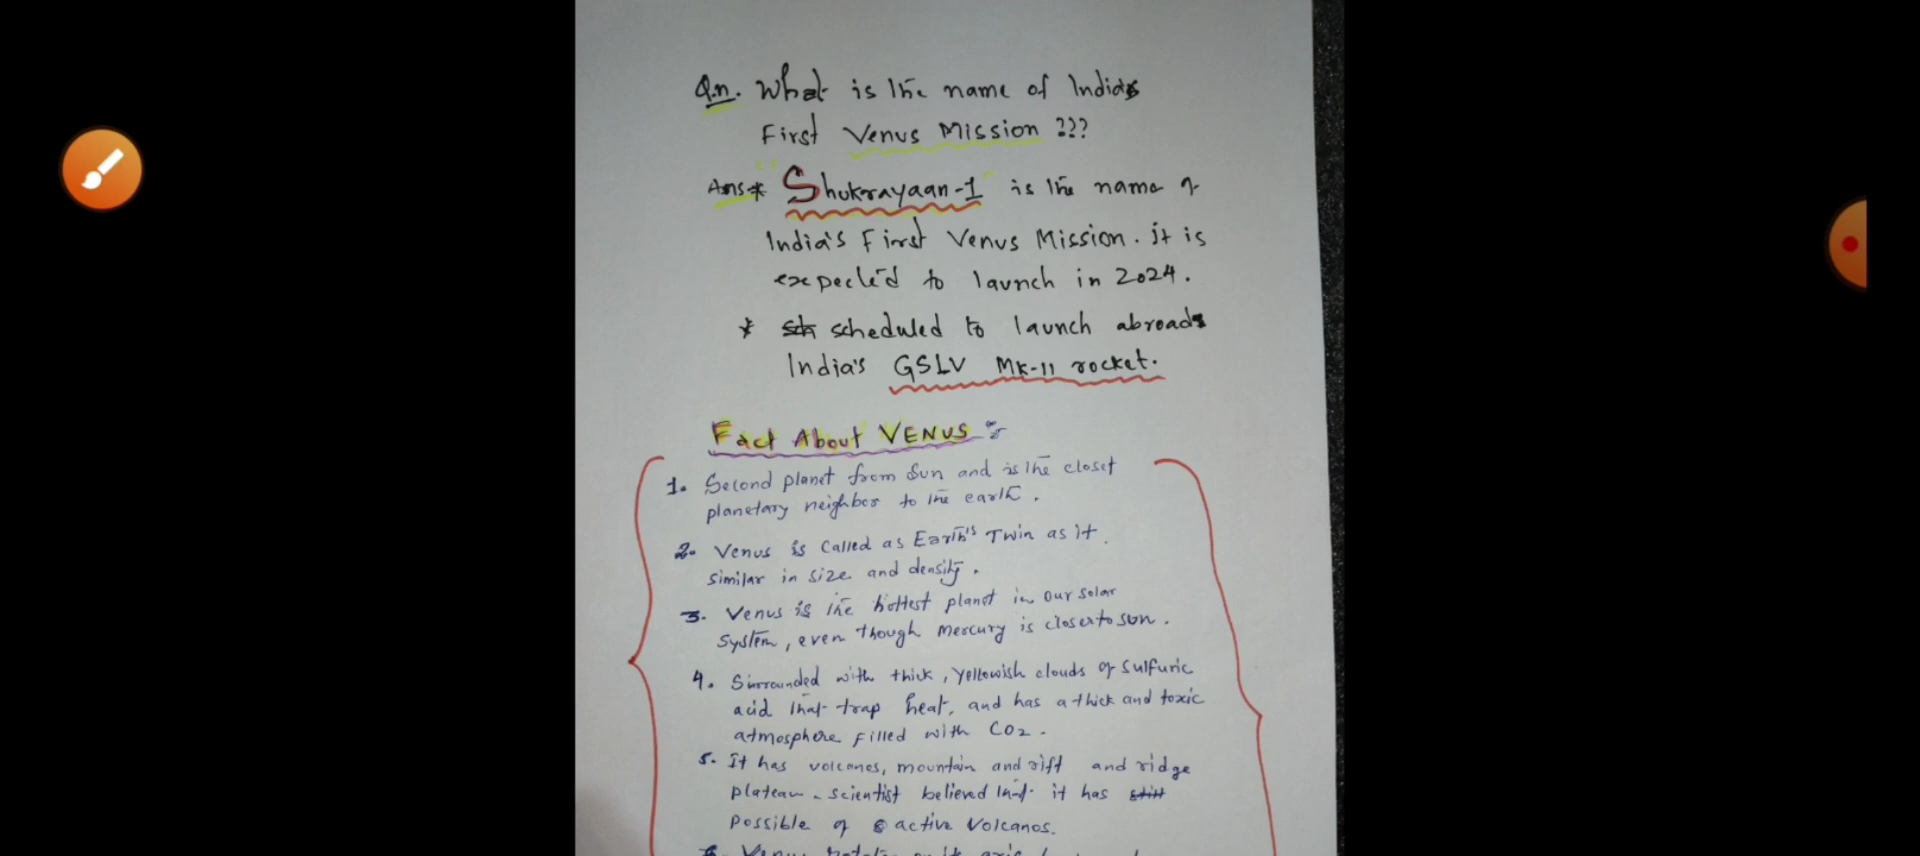 Qn. What is the name of India's
First Venus Mission ???
Ans * "Shukrayaan-1" is the name of
India's First Venus Mission. it is
expected to launch in 2024.
* sch scheduled to launch abroad
India's GSLV Mk-II rocket.
Fact About VENUS :-
1. Second planet from Sun and is the closet
planetary neighbor to the earth.
2. Venus is called as Earth's Twin as it
similar in size and density.
3. Venus is the hottest planet in our solar
system, even though Mercury is closer to sun.
4. Surrounded with thick, yellowish clouds of sulfuric
acid that trap heat, and has a thick and toxic
atmosphere filled with CO2.
5. It has volcanos, mountain and rift and ridge
plateau. scientist believed that it has still
possible of active volcanos.
6. Venus